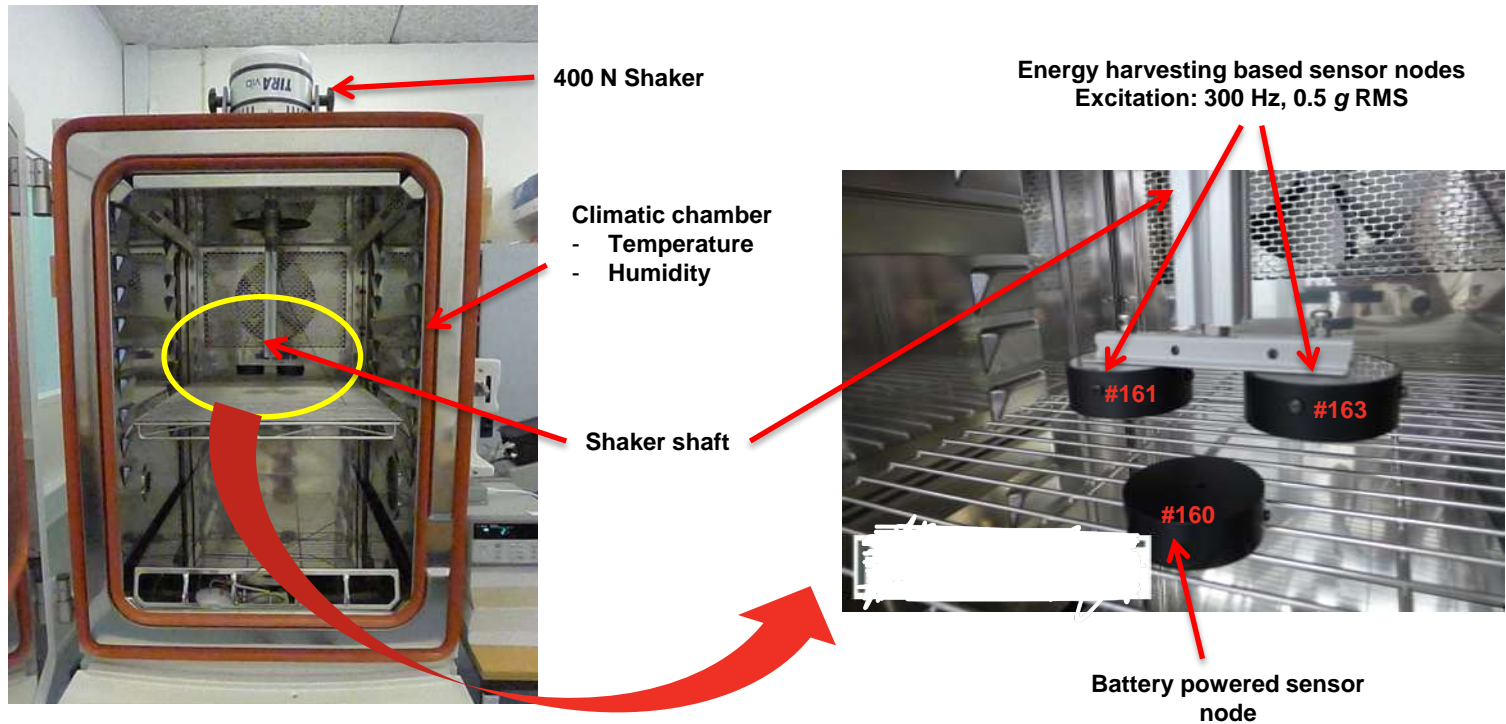 TIRA vib
400 N Shaker
Climatic chamber
- Temperature
- Humidity
Shaker shaft
Energy harvesting based sensor nodes
Excitation: 300 Hz, 0.5 g RMS
#161
#163
#160
Battery powered sensor
node